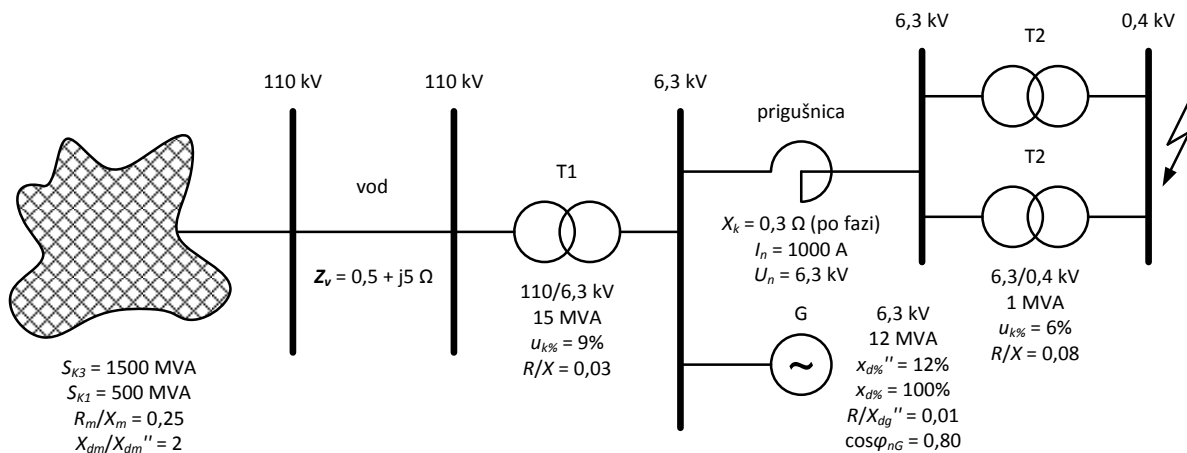 110 kV
110 kV
6,3 kV
6,3 kV
0,4 kV
T2
prigušnica
vod
T1
T2
Z_v = 0,5 + j5 Ω
X_k = 0,3 Ω (po fazi)
I_n = 1000 A
U_n = 6,3 kV
110/6,3 kV
15 MVA
u_k% = 9%
R/X = 0,03
G
~
6,3 kV
12 MVA
x_d%'' = 12%
x_d% = 100%
R/X_dg'' = 0,01
cosφ_nG = 0,80
6,3/0,4 kV
1 MVA
u_k% = 6%
R/X = 0,08
S_K3 = 1500 MVA
S_K1 = 500 MVA
R_m/X_m = 0,25
X_dm/X_dm'' = 2